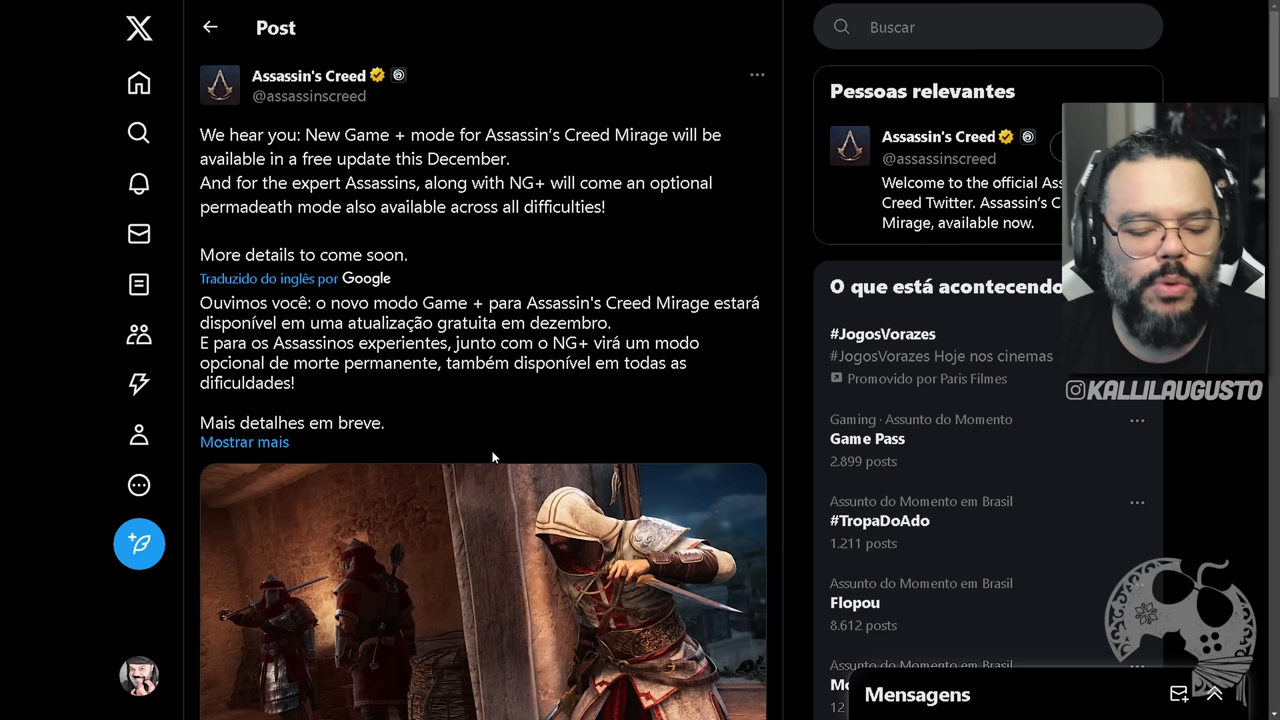 Post
Assassin's Creed
@assassinscreed
We hear you: New Game + mode for Assassin’s Creed Mirage will be
available in a free update this December.
And for the expert Assassins, along with NG+ will come an optional
permadeath mode also available across all difficulties!
More details to come soon.
Traduzido do inglês por Google
Ouvimos você: o novo modo Game + para Assassin's Creed Mirage estará
disponível em uma atualização gratuita em dezembro.
E para os Assassinos experientes, junto com o NG+ virá um modo
opcional de morte permanente, também disponível em todas as
dificuldades!
Mais detalhes em breve.
Mostrar mais
Buscar
Pessoas relevantes
Assassin's Creed
@assassinscreed
Welcome to the official
Creed Twitter. Assassin's
Mirage, available now.
KALLILAUGUSTO
O que está acontecendo
#JogosVorazes
#JogosVorazes Hoje nos cinemas
Promovido por Paris Filmes
Gaming · Assunto do Momento
Game Pass
2.899 posts
Assunto do Momento em Brasil
#TropaDoAdo
1.211 posts
Assunto do Momento em Brasil
Flopou
8.612 posts
Assunto do Momento em Brasil
Mensagens